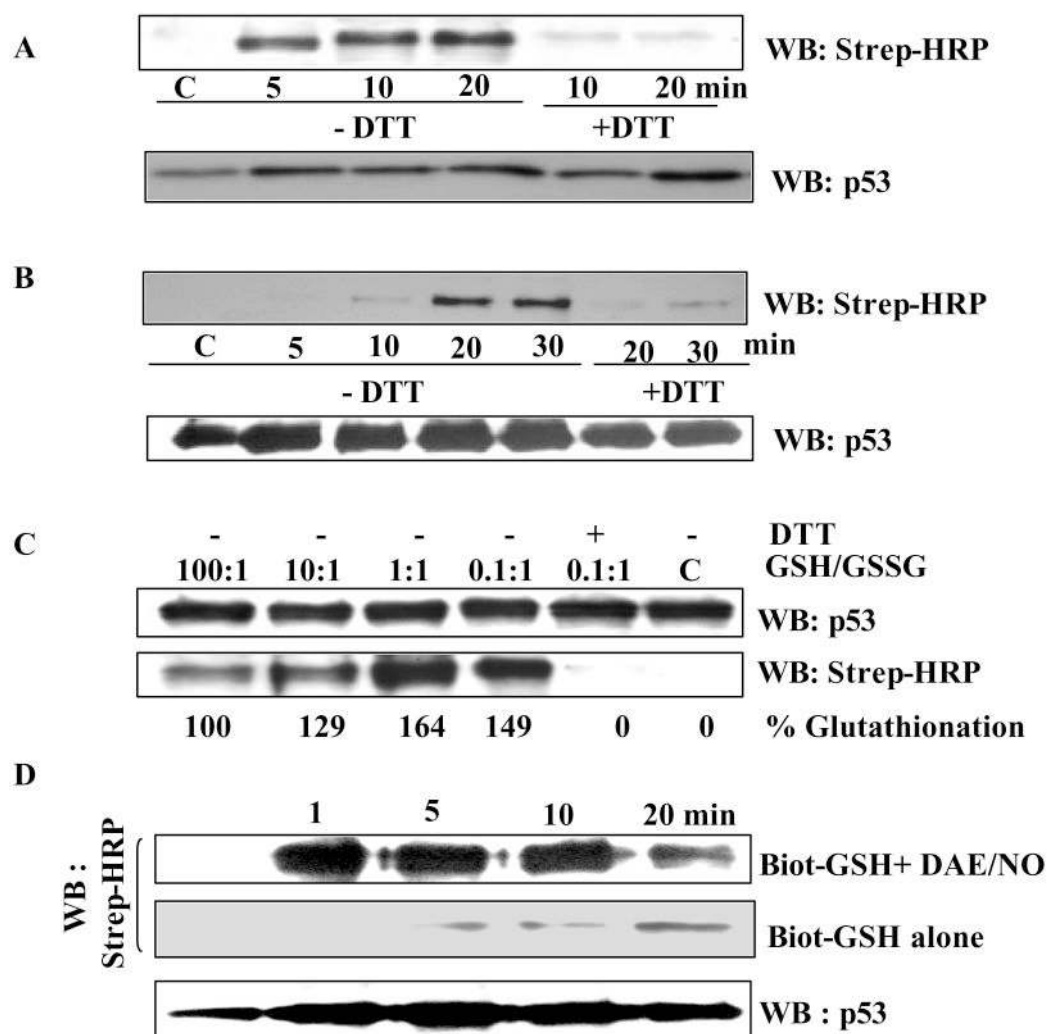 A
WB: Strep-HRP
C 5 10 20 10 20 min
- DTT +DTT
WB: p53
B
WB: Strep-HRP
C 5 10 20 30 20 30 min
- DTT +DTT
WB: p53
C
- - - - + - DTT
100:1 10:1 1:1 0.1:1 0.1:1 C GSH/GSSG
WB: p53
WB: Strep-HRP
100 129 164 149 0 0 % Glutathionation
D
1 5 10 20 min
WB :
Strep-HRP
Biot-GSH+ DAE/NO
Biot-GSH alone
WB : p53